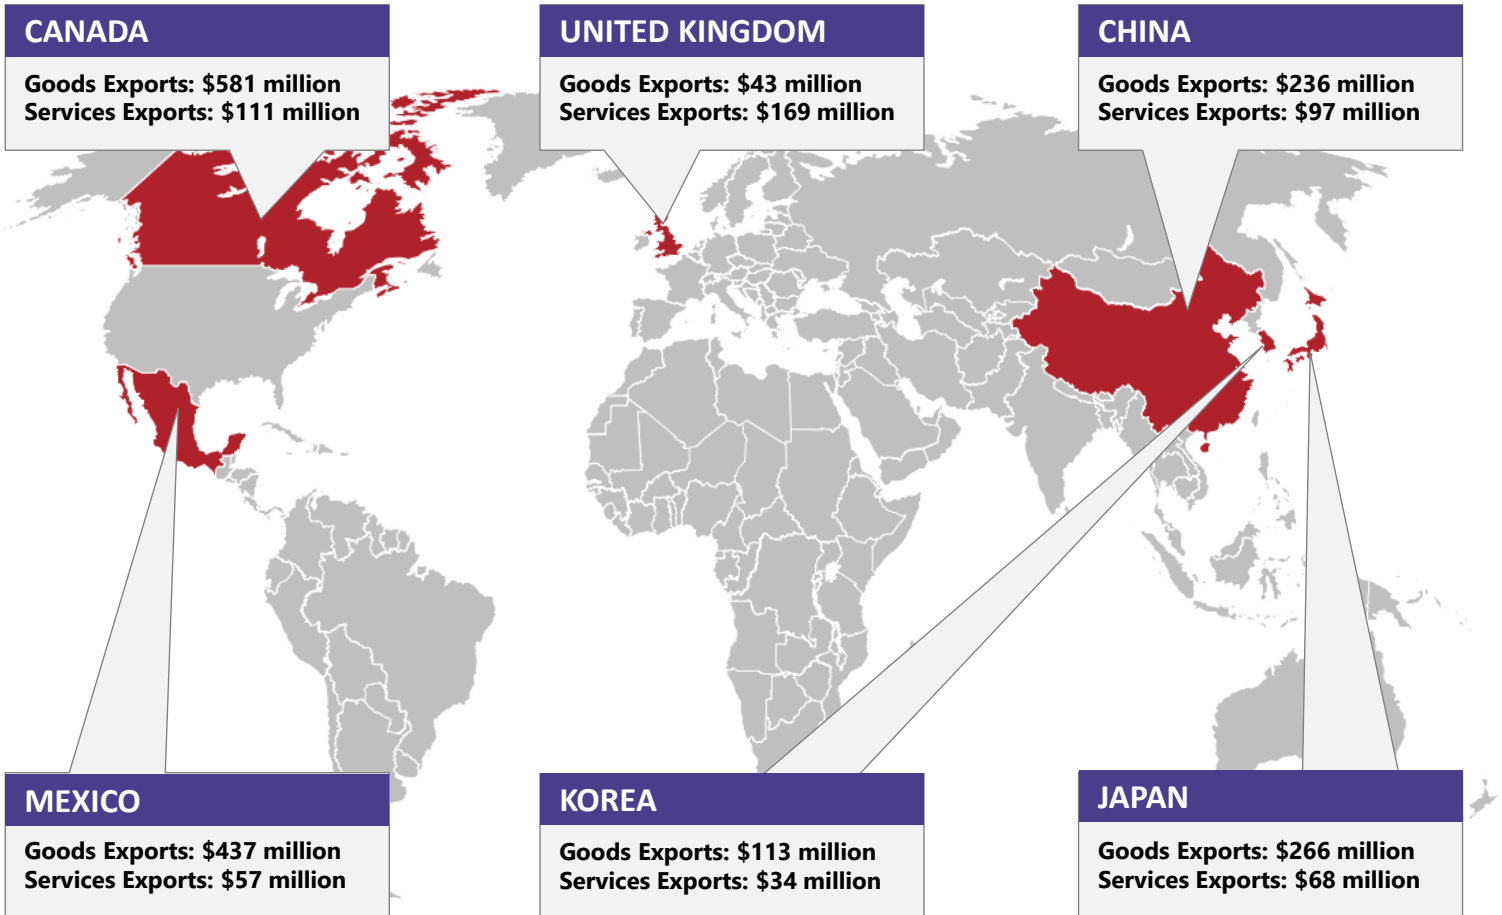 CANADA
Goods Exports: $581 million
Services Exports: $111 million
UNITED KINGDOM
Goods Exports: $43 million
Services Exports: $169 million
CHINA
Goods Exports: $236 million
Services Exports: $97 million
MEXICO
Goods Exports: $437 million
Services Exports: $57 million
KOREA
Goods Exports: $113 million
Services Exports: $34 million
JAPAN
Goods Exports: $266 million
Services Exports: $68 million